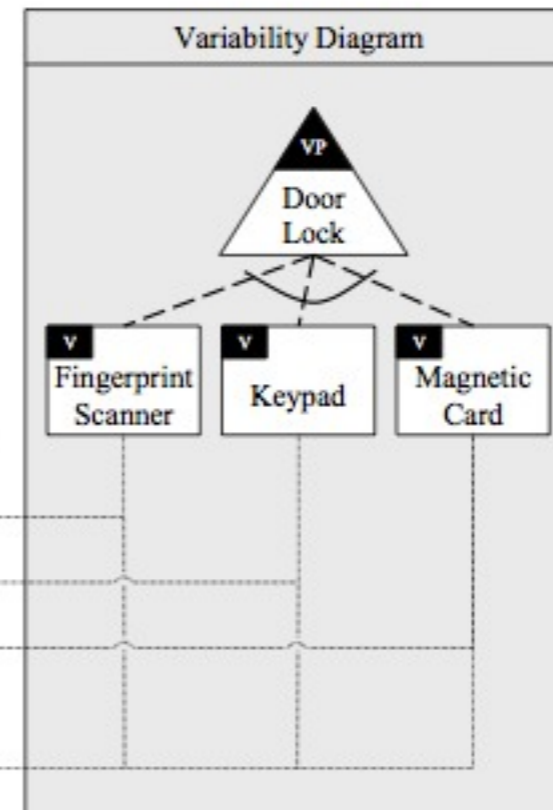 Variability Diagram
VP
Door
Lock
V
Fingerprint
Scanner
V
Keypad
V
Magnetic
Card